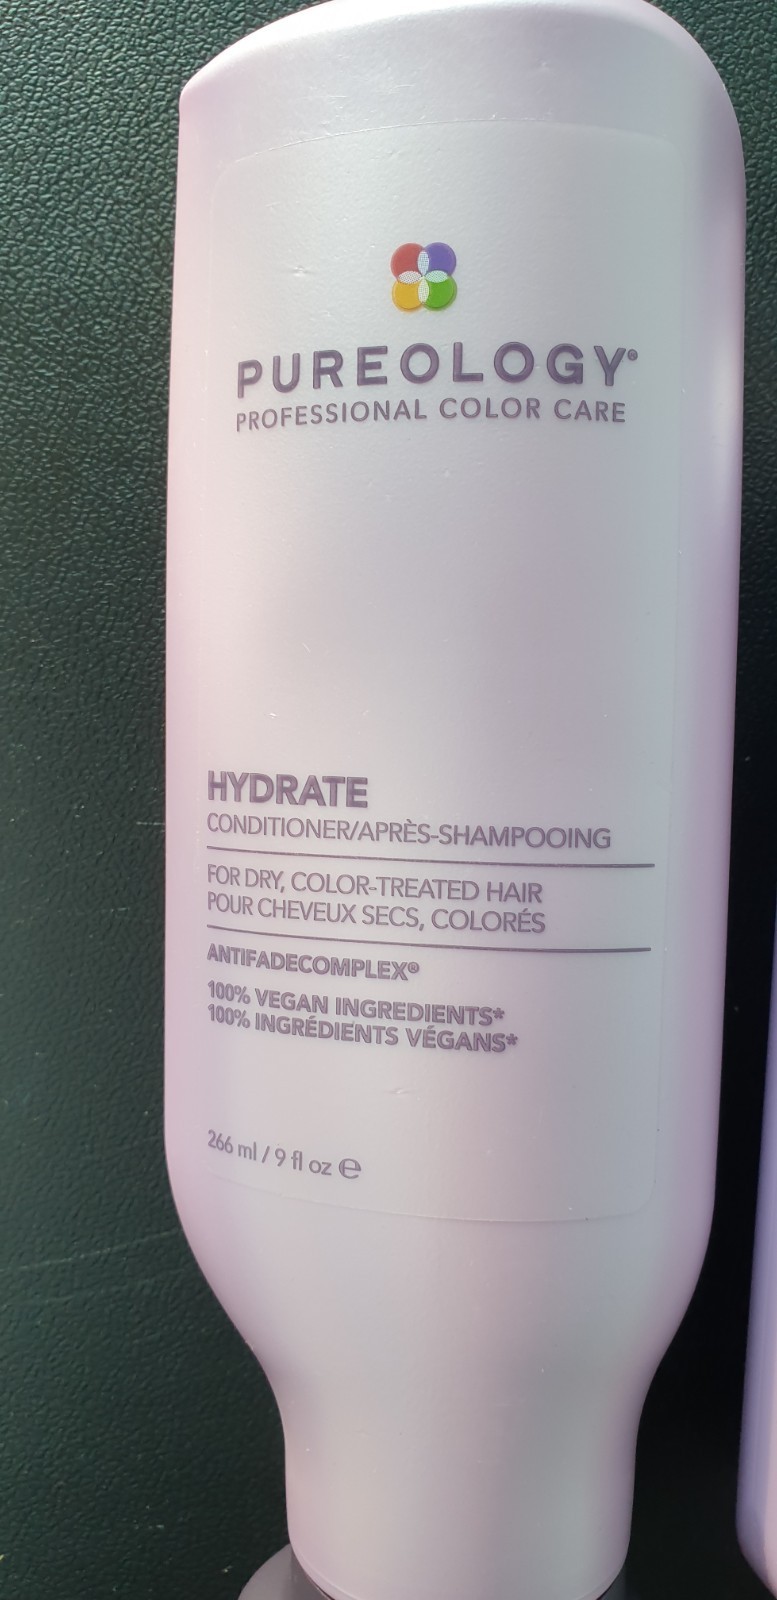 PUREOLOGY®
PROFESSIONAL COLOR CARE
HYDRATE
CONDITIONER/APRÈS-SHAMPOOING
FOR DRY, COLOR-TREATED HAIR
POUR CHEVEUX SECS, COLORÉS
ANTIFADECOMPLEX®
100% VEGAN INGREDIENTS*
100% INGRÉDIENTS VÉGANS*
266 ml / 9 fl oz ℮